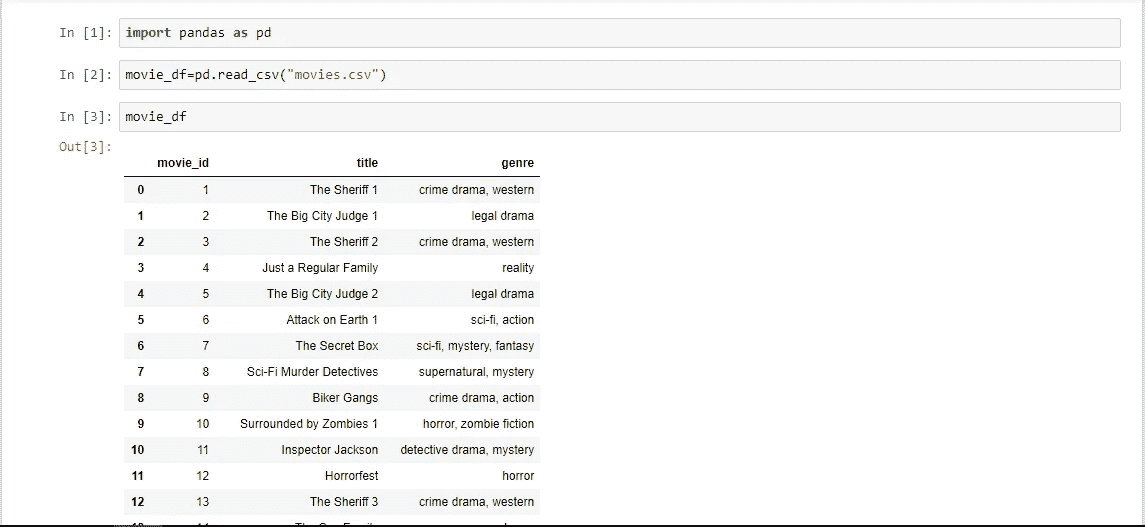 In [1]: import pandas as pd
In [2]: movie_df=pd.read_csv("movies.csv")
In [3]: movie_df
Out[3]:
movie_id title genre
0 1 The Sheriff 1 crime drama, western
1 2 The Big City Judge 1 legal drama
2 3 The Sheriff 2 crime drama, western
3 4 Just a Regular Family reality
4 5 The Big City Judge 2 legal drama
5 6 Attack on Earth 1 sci-fi, action
6 7 The Secret Box sci-fi, mystery, fantasy
7 8 Sci-Fi Murder Detectives supernatural, mystery
8 9 Biker Gangs crime drama, action
9 10 Surrounded by Zombies 1 horror, zombie fiction
10 11 Inspector Jackson detective drama, mystery
11 12 Horrorfest horror
12 13 The Sheriff 3 crime drama, western